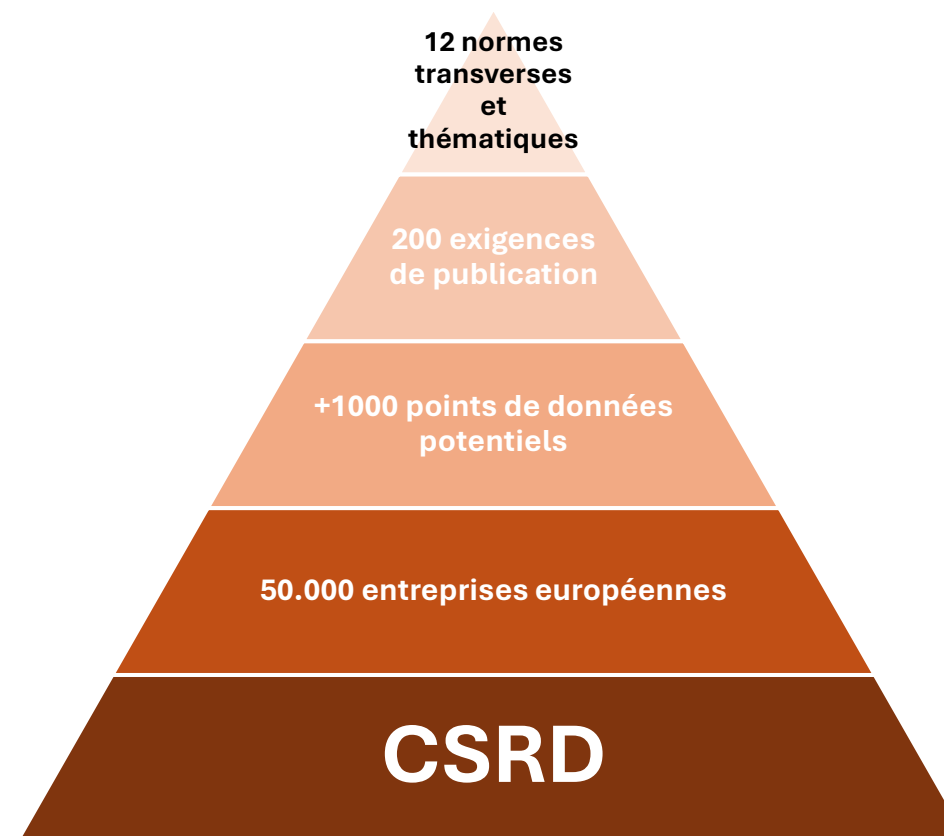 12 normes
transverses
et
thématiques
200 exigences
de publication
+1000 points de données
potentiels
50.000 entreprises européennes
CSRD